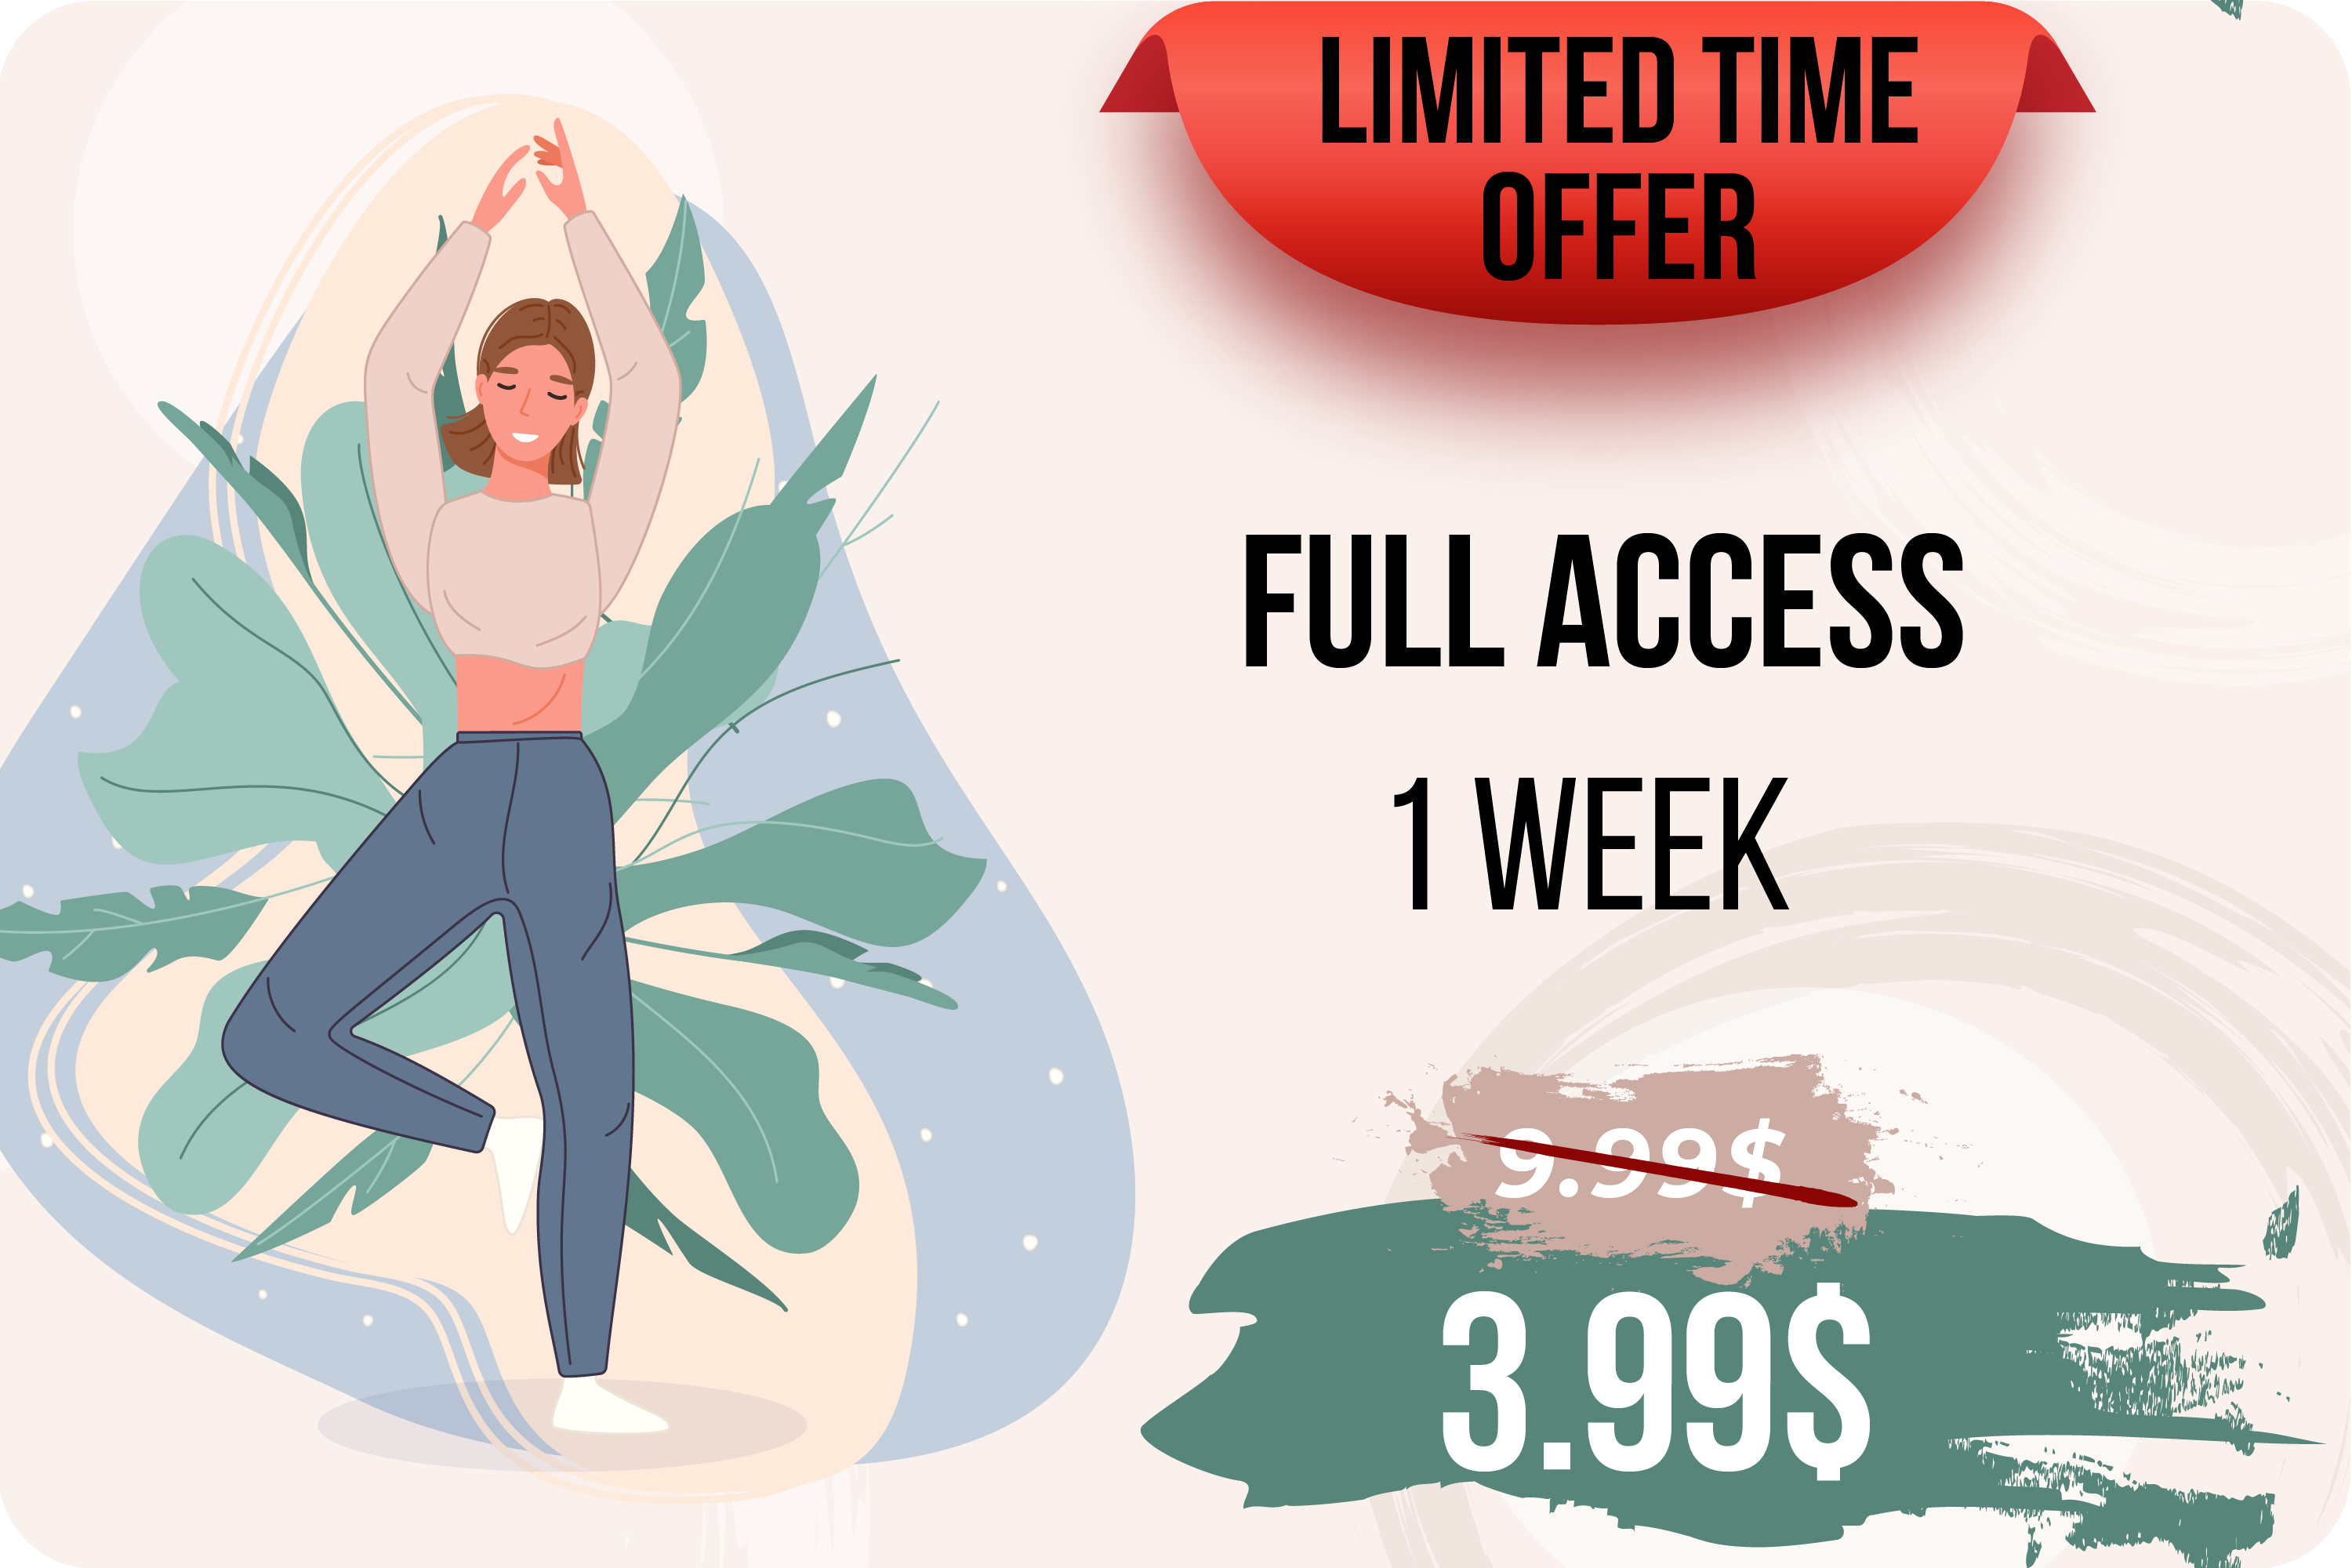 LIMITED TIME
OFFER
FULL ACCESS
1 WEEK
9.99$
3.99$